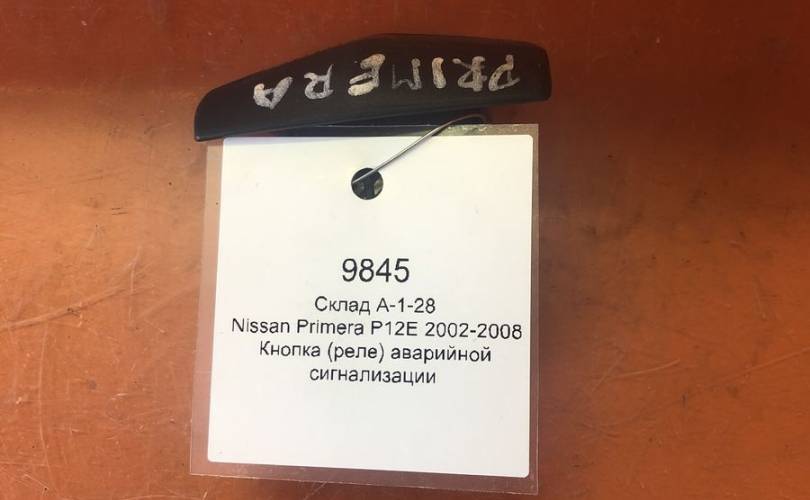 PRIMERA
9845
Склад А-1-28
Nissan Primera P12E 2002-2008
Кнопка (реле) аварийной
сигнализации